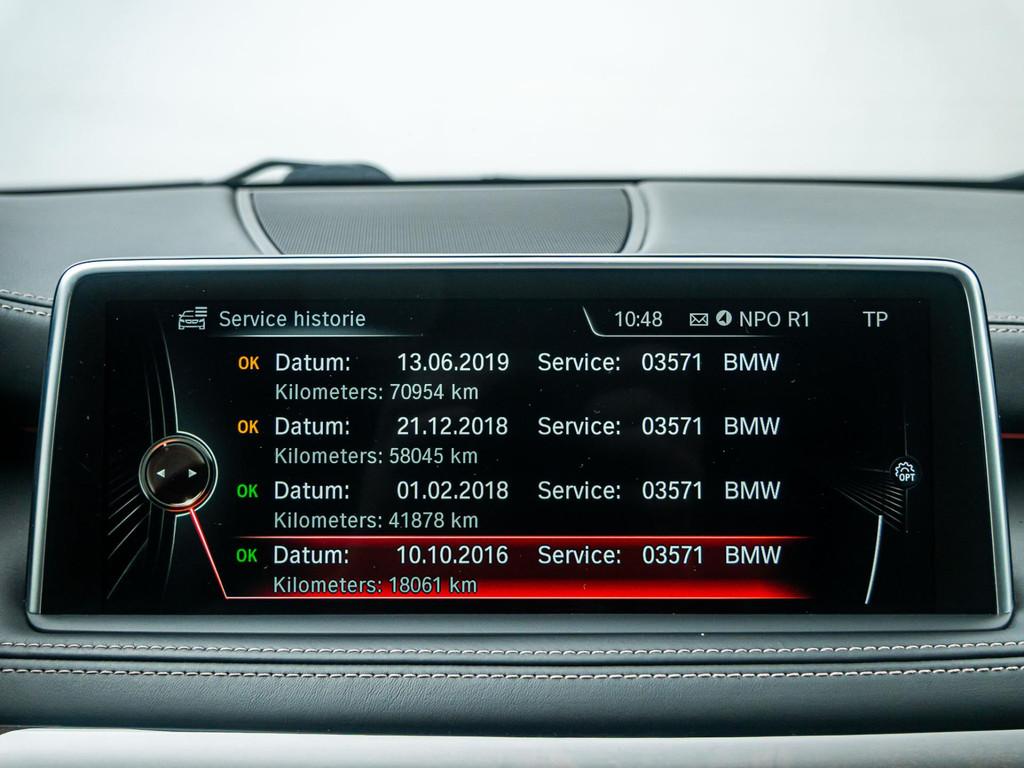 Service historie 10:48 NPO R1 TP
OK Datum: 13.06.2019 Service: 03571 BMW
Kilometers: 70954 km
OK Datum: 21.12.2018 Service: 03571 BMW
Kilometers: 58045 km
OK Datum: 01.02.2018 Service: 03571 BMW
Kilometers: 41878 km
OPT
OK Datum: 10.10.2016 Service: 03571 BMW
Kilometers: 18061 km